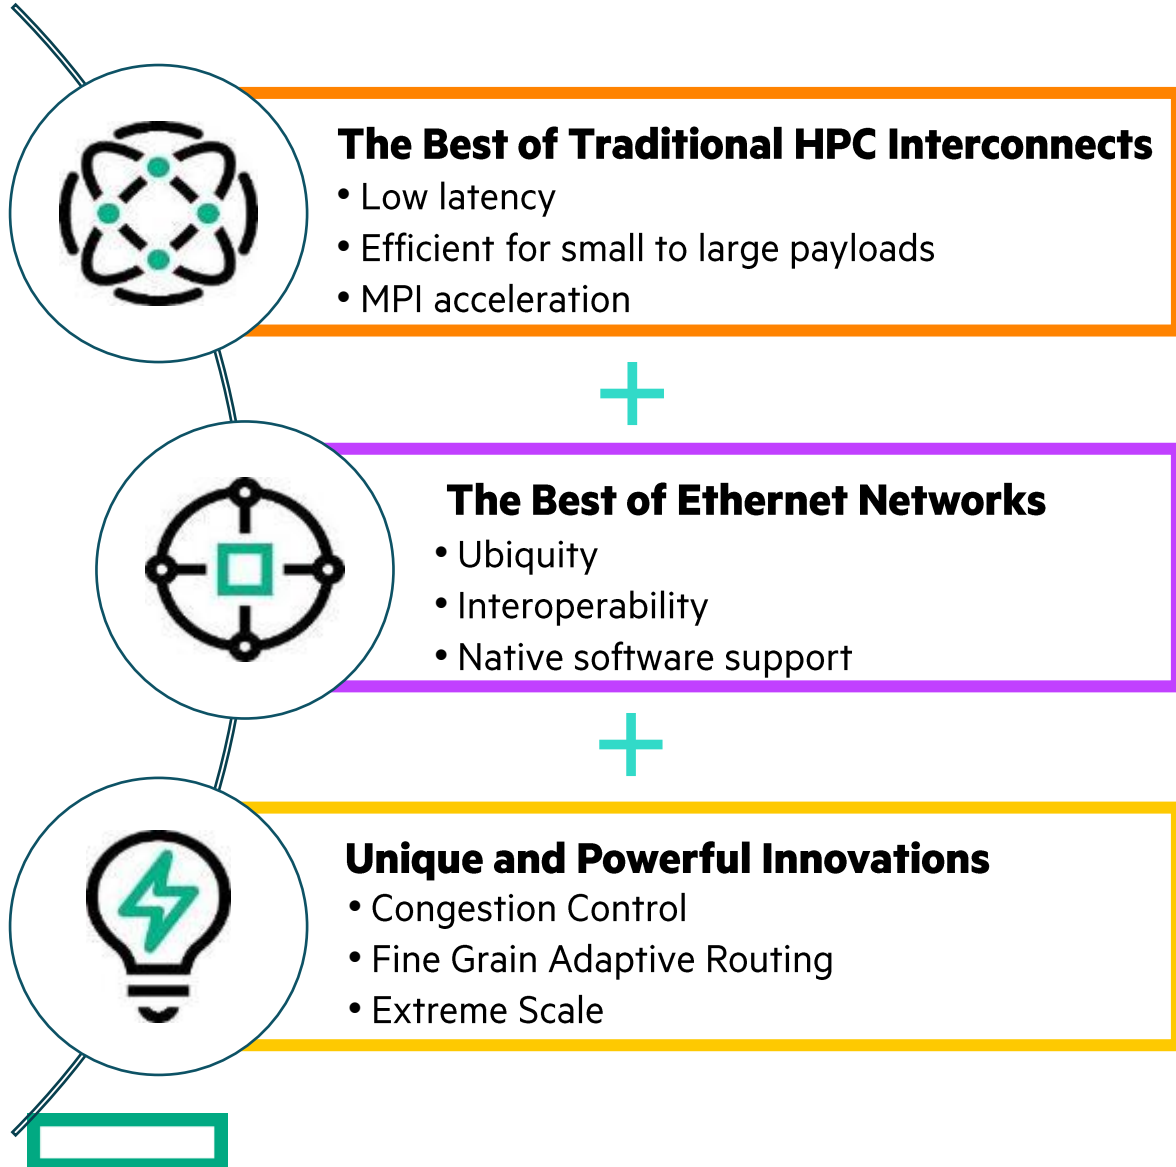 The Best of Traditional HPC Interconnects
• Low latency
• Efficient for small to large payloads
• MPI acceleration
+
The Best of Ethernet Networks
• Ubiquity
• Interoperability
• Native software support
+
Unique and Powerful Innovations
• Congestion Control
• Fine Grain Adaptive Routing
• Extreme Scale